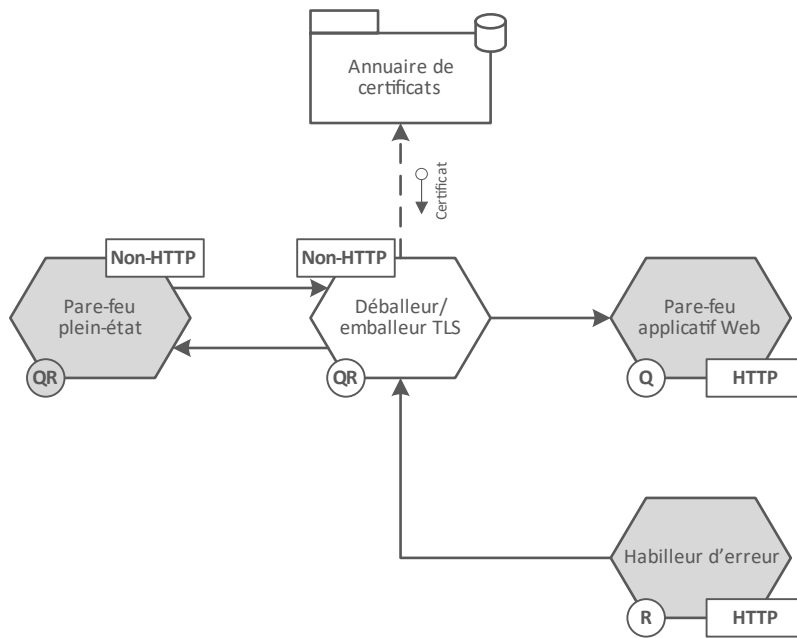 Annuaire de
certificats
Certificat
Non-HTTP
Pare-feu
plein-état
QR
Non-HTTP
Déballeur/
emballeur TLS
QR
Pare-feu
applicatif Web
Q
HTTP
Habilleur d'erreur
R
HTTP